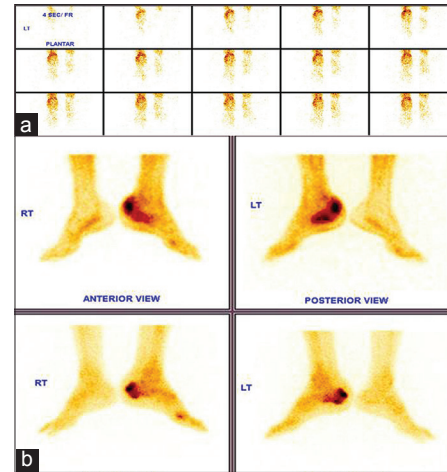 4 SEC/ FR
LT
PLANTAR
a
RT
LT
ANTERIOR VIEW
POSTERIOR VIEW
RT
LT
b